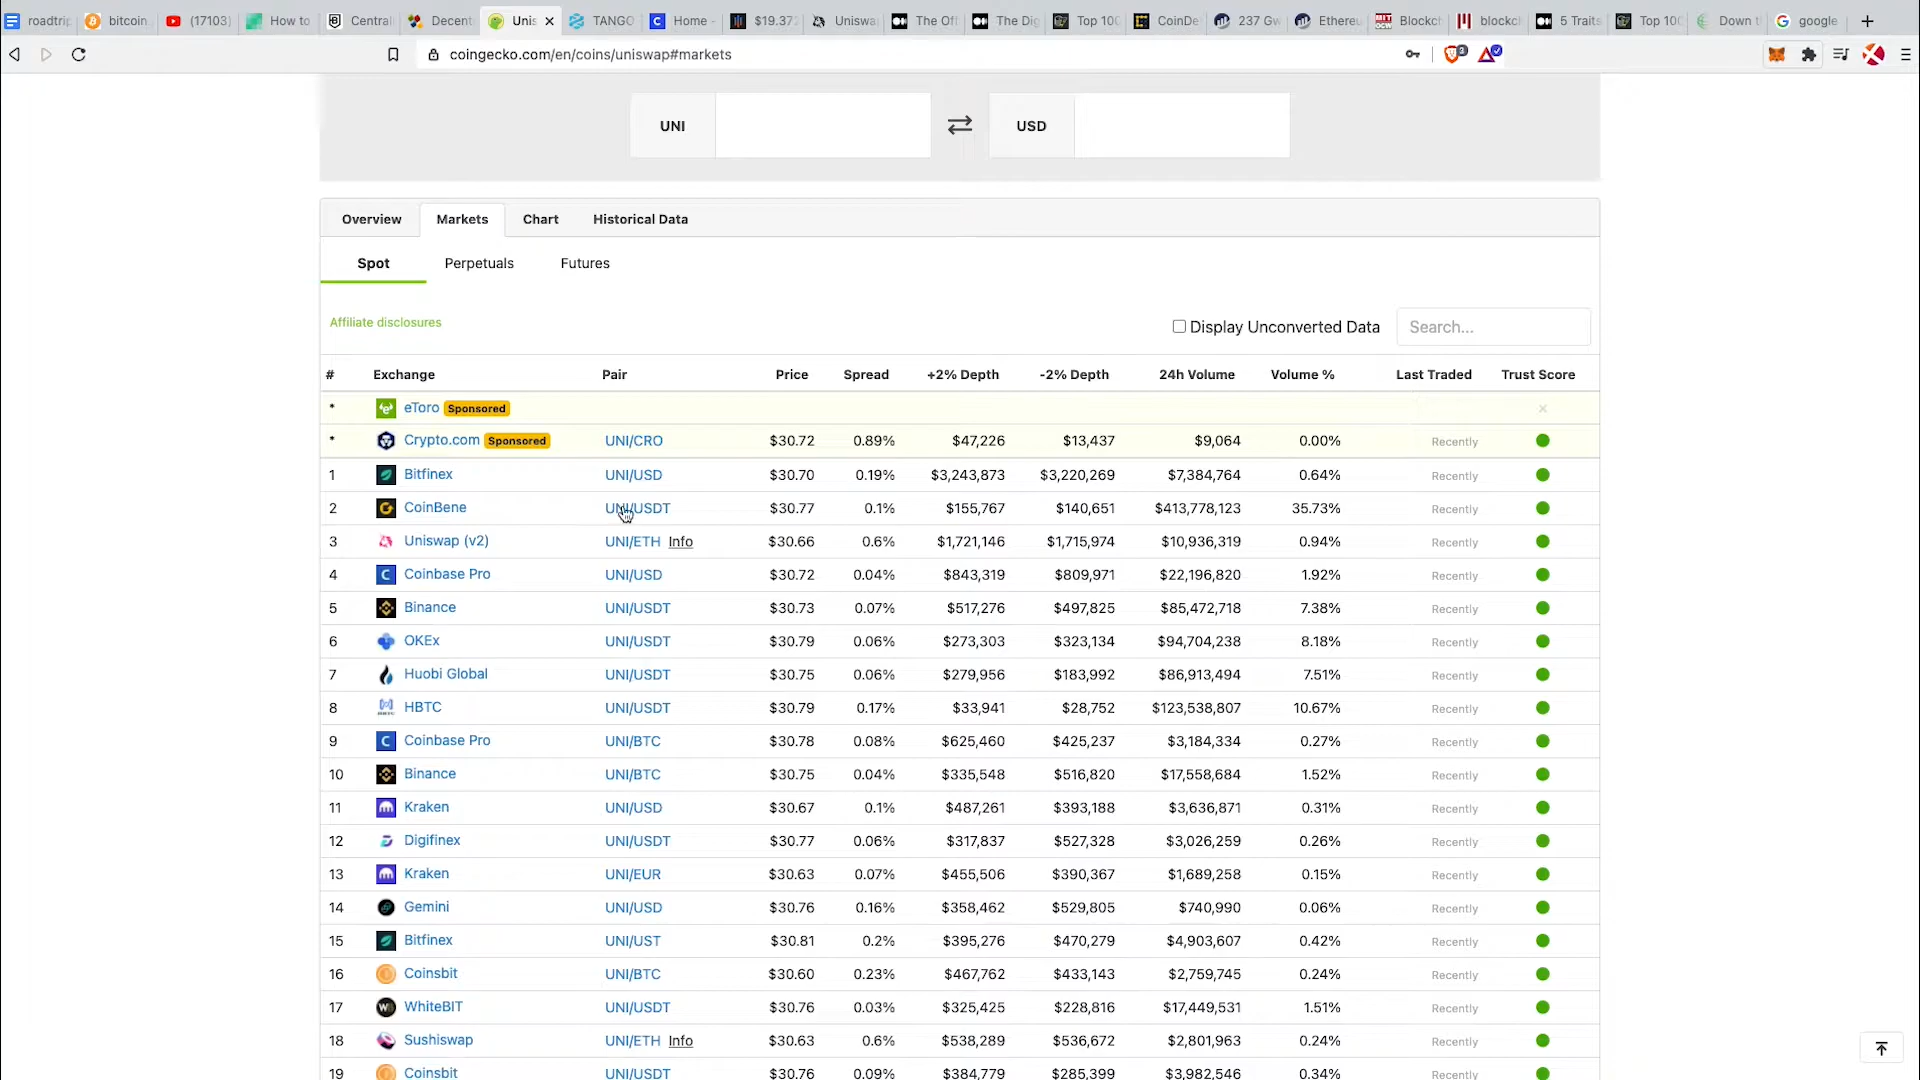 roadtrip bitcoin (17103) How to Centra Decent Unis TANGO Home - $19.37 Uniswa The Off The Dig Top 100 CoinDe 237 Gw Ethereu Blockch blockc 5 Traits Top 100 Down t google
coingecko.com/en/coins/uniswap#markets 3
UNI USD
Overview Markets Chart Historical Data
Spot Perpetuals Futures
Affiliate disclosures Display Unconverted Data Search...
# Exchange Pair Price Spread +2% Depth -2% Depth 24h Volume Volume % Last Traded Trust Score
* eToro Sponsored
* Crypto.com Sponsored UNI/CRO $30.72 0.89% $47,226 $13,437 $9,064 0.00% Recently
1 Bitfinex UNI/USD $30.70 0.19% $3,243,873 $3,220,269 $7,384,764 0.64% Recently
2 CoinBene UNI/USDT $30.77 0.1% $155,767 $140,651 $413,778,123 35.73% Recently
3 Uniswap (v2) UNI/ETH Info $30.66 0.6% $1,721,146 $1,715,974 $10,936,319 0.94% Recently
4 Coinbase Pro UNI/USD $30.72 0.04% $843,319 $809,971 $22,196,820 1.92% Recently
5 Binance UNI/USDT $30.73 0.07% $517,276 $497,825 $85,472,718 7.38% Recently
6 OKEx UNI/USDT $30.79 0.06% $273,303 $323,134 $94,704,238 8.18% Recently
7 Huobi Global UNI/USDT $30.75 0.06% $279,956 $183,992 $86,913,494 7.51% Recently
8 HBTC UNI/USDT $30.79 0.17% $33,941 $28,752 $123,538,807 10.67% Recently
9 Coinbase Pro UNI/BTC $30.78 0.08% $625,460 $425,237 $3,184,334 0.27% Recently
10 Binance UNI/BTC $30.75 0.04% $335,548 $516,820 $17,558,684 1.52% Recently
11 Kraken UNI/USD $30.67 0.1% $487,261 $393,188 $3,636,871 0.31% Recently
12 Digifinex UNI/USDT $30.77 0.06% $317,837 $527,328 $3,026,259 0.26% Recently
13 Kraken UNI/EUR $30.63 0.07% $455,506 $390,367 $1,689,258 0.15% Recently
14 Gemini UNI/USD $30.76 0.16% $358,462 $529,805 $740,990 0.06% Recently
15 Bitfinex UNI/UST $30.81 0.2% $395,276 $470,279 $4,903,607 0.42% Recently
16 Coinsbit UNI/BTC $30.60 0.23% $467,762 $433,143 $2,759,745 0.24% Recently
17 WhiteBIT UNI/USDT $30.76 0.03% $325,425 $228,816 $17,449,531 1.51% Recently
18 Sushiswap UNI/ETH Info $30.63 0.6% $538,289 $536,672 $2,801,963 0.24% Recently
19 Coinsbit UNI/USDT $30.76 0.09% $384,779 $285,399 $3,982,546 0.34% Recently